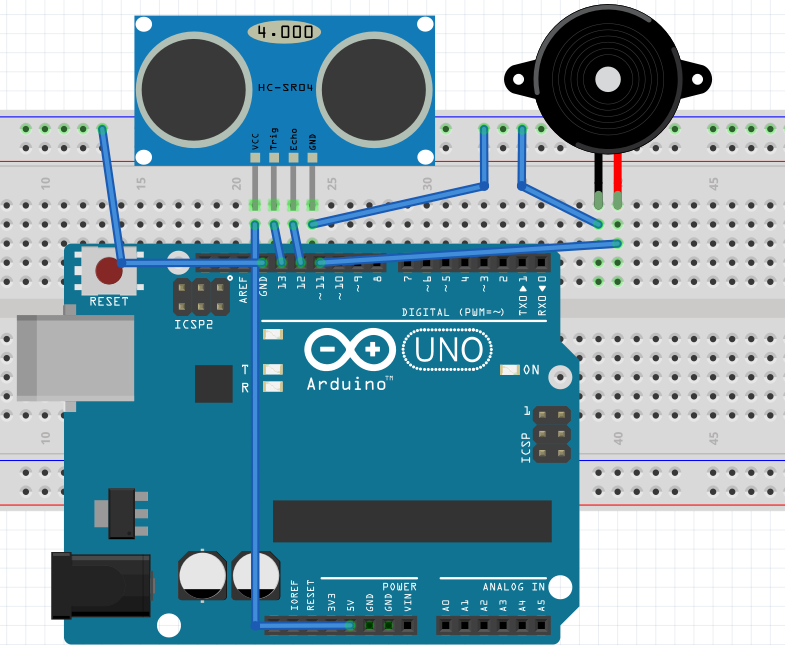 4.000
HC-SR04
VCC
Trig
Echo
GND
10
15
20
25
30
40
45
RESET
ICSP2
AREF
GND
13
12
~11
~10
~9
8
7
~6
~5
4
~3
2
TXO▲1
RXO▼0
DIGITAL (PWM=~)
UNO
Arduino™
T
R
ON
1
ICSP
10
40
45
IOREF
RESET
3V3
5V
GND
GND
VIN
POWER
ANALOG IN
A0
A1
A2
A3
A4
A5